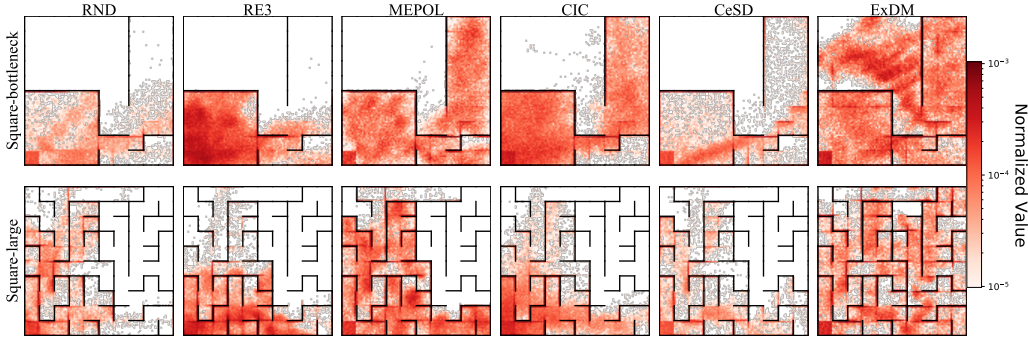 RND RE3 MEPOL CIC CeSD ExDM
Square-bottleneck
Square-large
10⁻³
10⁻⁴
10⁻⁵
Normalized Value